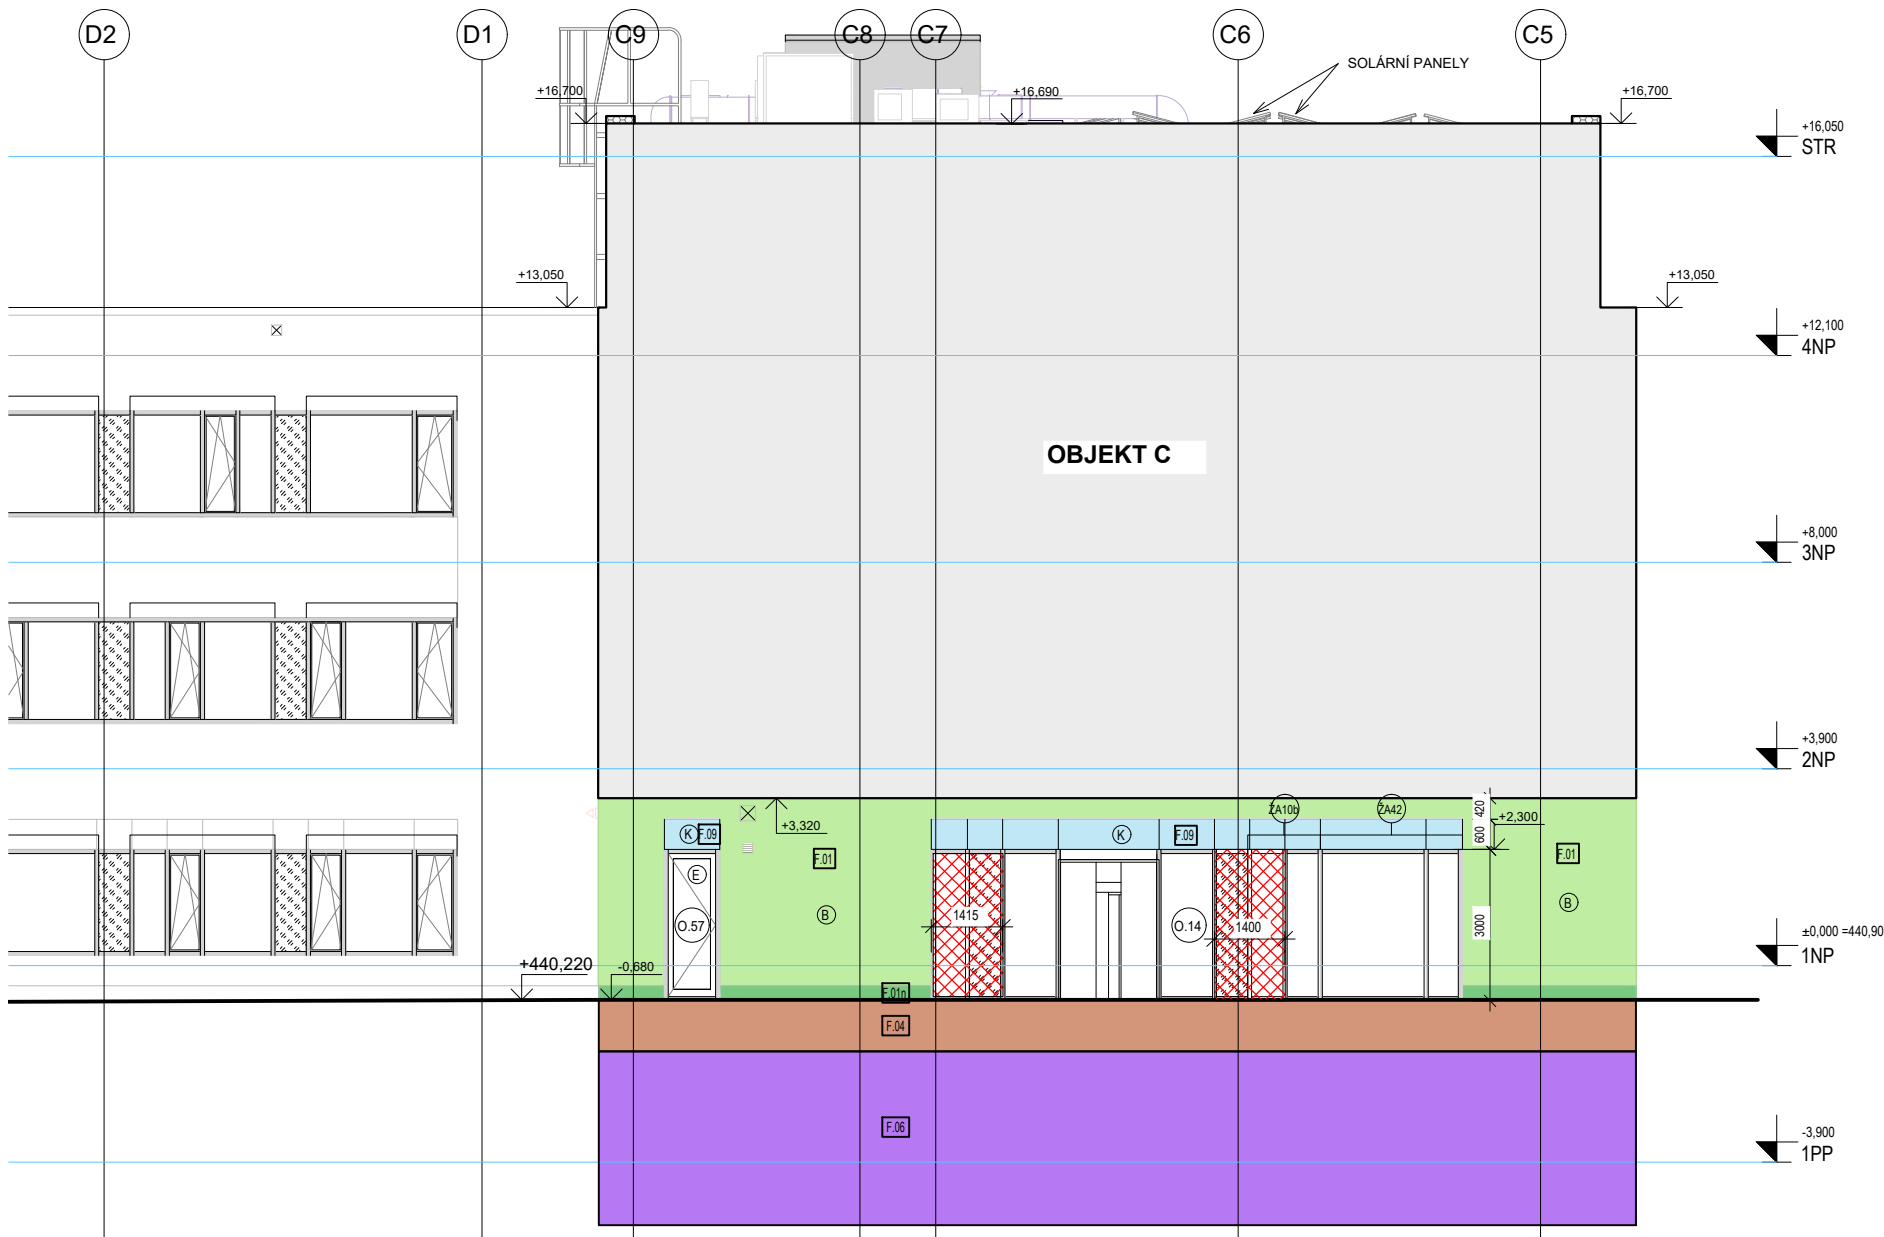 D2
D1
C9
C8
C7
C6
C5
SOLÁRNÍ PANELY
+16,700
+16,690
+16,700
+16,050
STR
+13,050
+13,050
+12,100
4NP
OBJEKT C
+8,000
3NP
+3,900
2NP
+3,320
ŽA10b
ŽA42
420
600
+2,300
K
F.09
K
F.09
F.01
F.01
E
B
B
O.57
1415
O.14
1400
3000
±0,000 =440,90
1NP
+440,220
-0,680
F.01n
F.04
F.06
-3,900
1PP